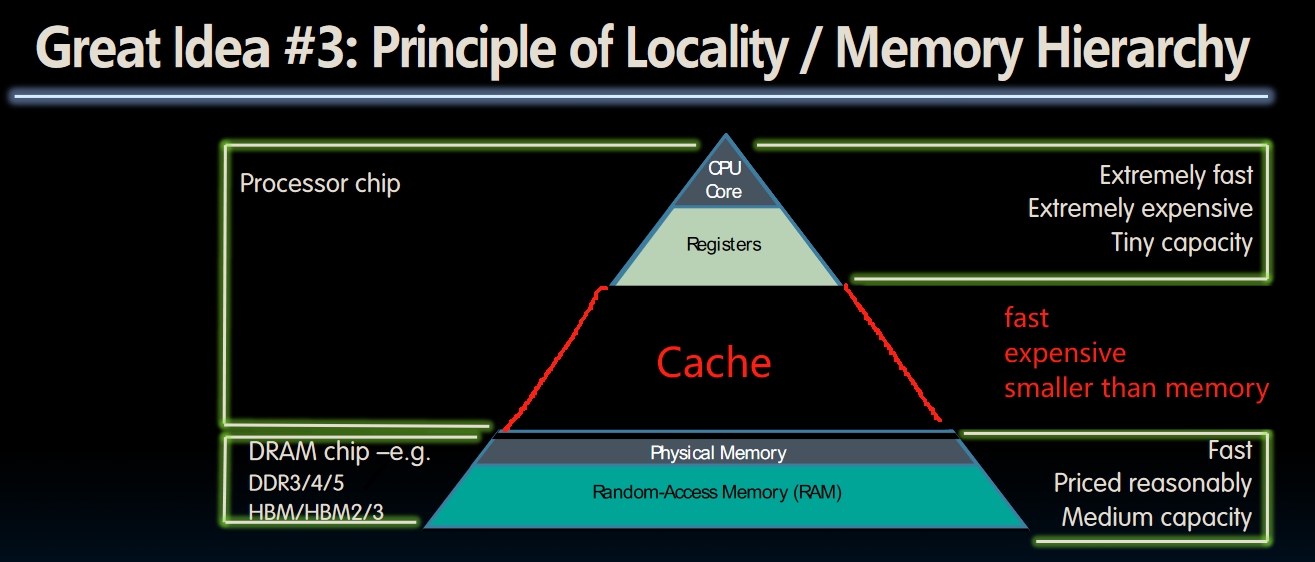 Great Idea #3: Principle of Locality / Memory Hierarchy
Processor chip
CPU
Core
Registers
Extremely fast
Extremely expensive
Tiny capacity
Cache
fast
expensive
smaller than memory
DRAM chip –e.g.
DDR3/4/5
HBM/HBM2/3
Physical Memory
Random-Access Memory (RAM)
Fast
Priced reasonably
Medium capacity